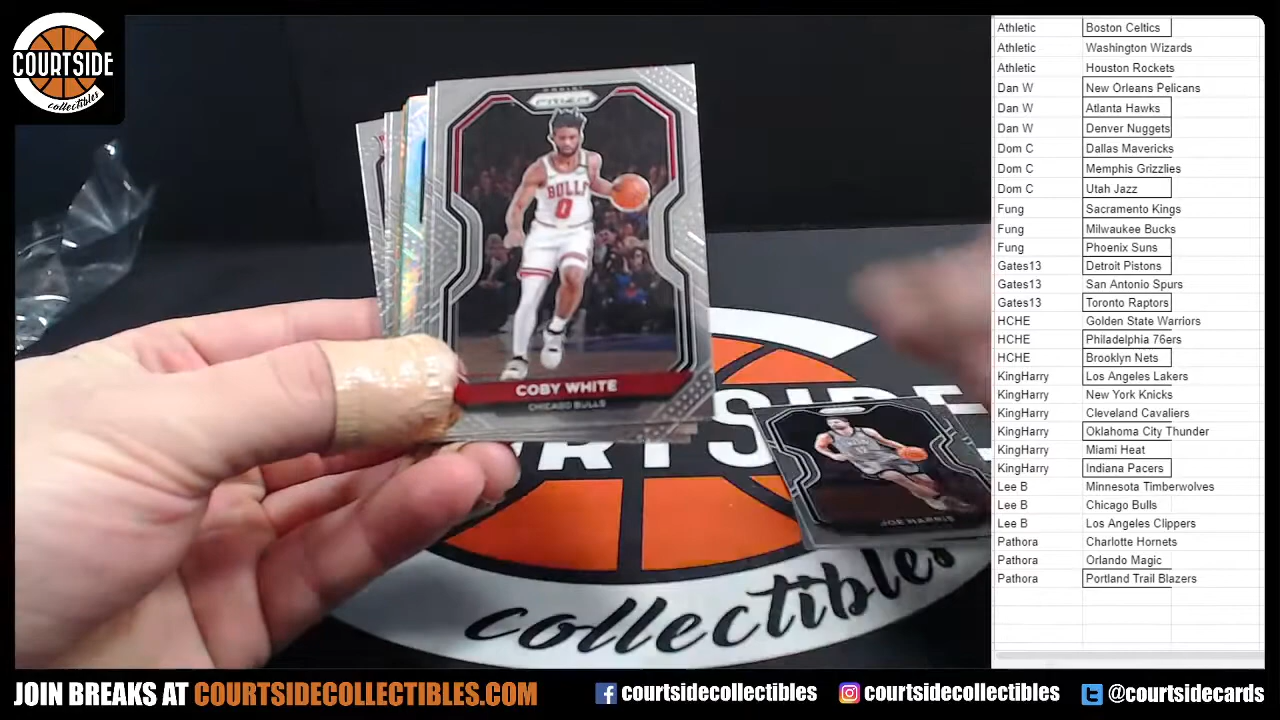 COURTSIDE
collectibles
PANINI
PRIZM
BULLS
0
COBY WHITE
CHICAGO BULLS
JOE HARRIS
collectibles
Athletic Boston Celtics
Athletic Washington Wizards
Athletic Houston Rockets
Dan W New Orleans Pelicans
Dan W Atlanta Hawks
Dan W Denver Nuggets
Dom C Dallas Mavericks
Dom C Memphis Grizzlies
Dom C Utah Jazz
Fung Sacramento Kings
Fung Milwaukee Bucks
Fung Phoenix Suns
Gates13 Detroit Pistons
Gates13 San Antonio Spurs
Gates13 Toronto Raptors
HCHE Golden State Warriors
HCHE Philadelphia 76ers
HCHE Brooklyn Nets
KingHarry Los Angeles Lakers
KingHarry New York Knicks
KingHarry Cleveland Cavaliers
KingHarry Oklahoma City Thunder
KingHarry Miami Heat
KingHarry Indiana Pacers
Lee B Minnesota Timberwolves
Lee B Chicago Bulls
Lee B Los Angeles Clippers
Pathora Charlotte Hornets
Pathora Orlando Magic
Pathora Portland Trail Blazers
JOIN BREAKS AT COURTSIDECOLLECTIBLES.COM courtsidecollectibles courtsidecollectibles @courtsidecards